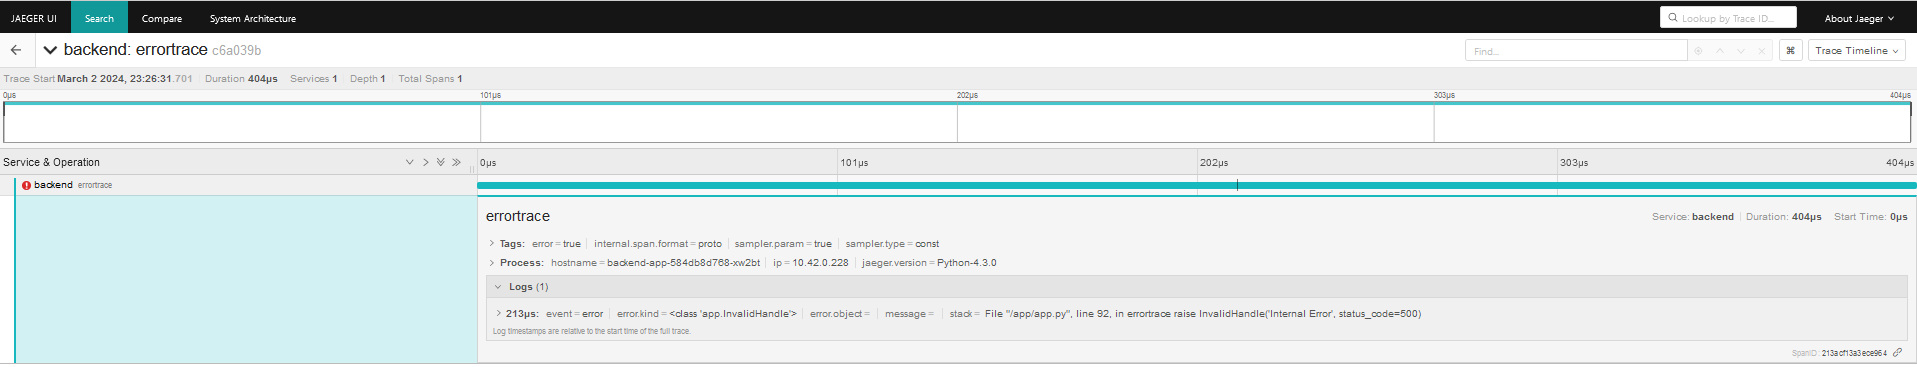 JAEGER UI Search Compare System Architecture Lookup by Trace ID... About Jaeger
backend: errortrace c6a039b Find... ⌘ Trace Timeline
Trace Start March 2 2024, 23:26:31.701 Duration 404μs Services 1 Depth 1 Total Spans 1
0μs 101μs 202μs 303μs 404μs
Service & Operation 0μs 101μs 202μs 303μs 404μs
backend errortrace
errortrace Service: backend Duration: 404μs Start Time: 0μs
Tags: error = true internal.span.format = proto sampler.param = true sampler.type = const
Process: hostname = backend-app-584db8d768-xw2bt ip = 10.42.0.228 jaeger.version = Python-4.3.0
Logs (1)
213μs: event = error error.kind = <class 'app.InvalidHandle'> error.object = message = stack = File "/app/app.py", line 92, in errortrace raise InvalidHandle('Internal Error', status_code=500)
Log timestamps are relative to the start time of the full trace.
SpanID: 213acf13a3ece964